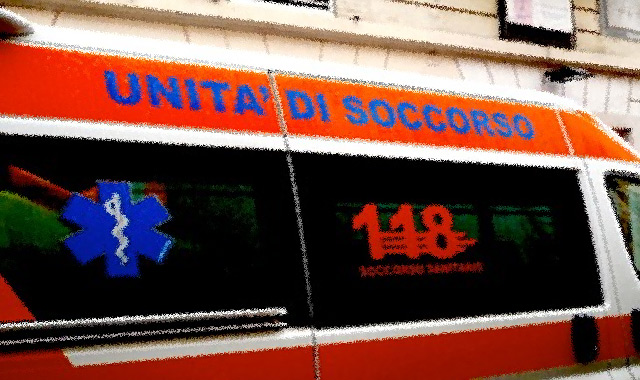 UNITA' DI SOCCORSO
118
SOCCORSO SANITARIO